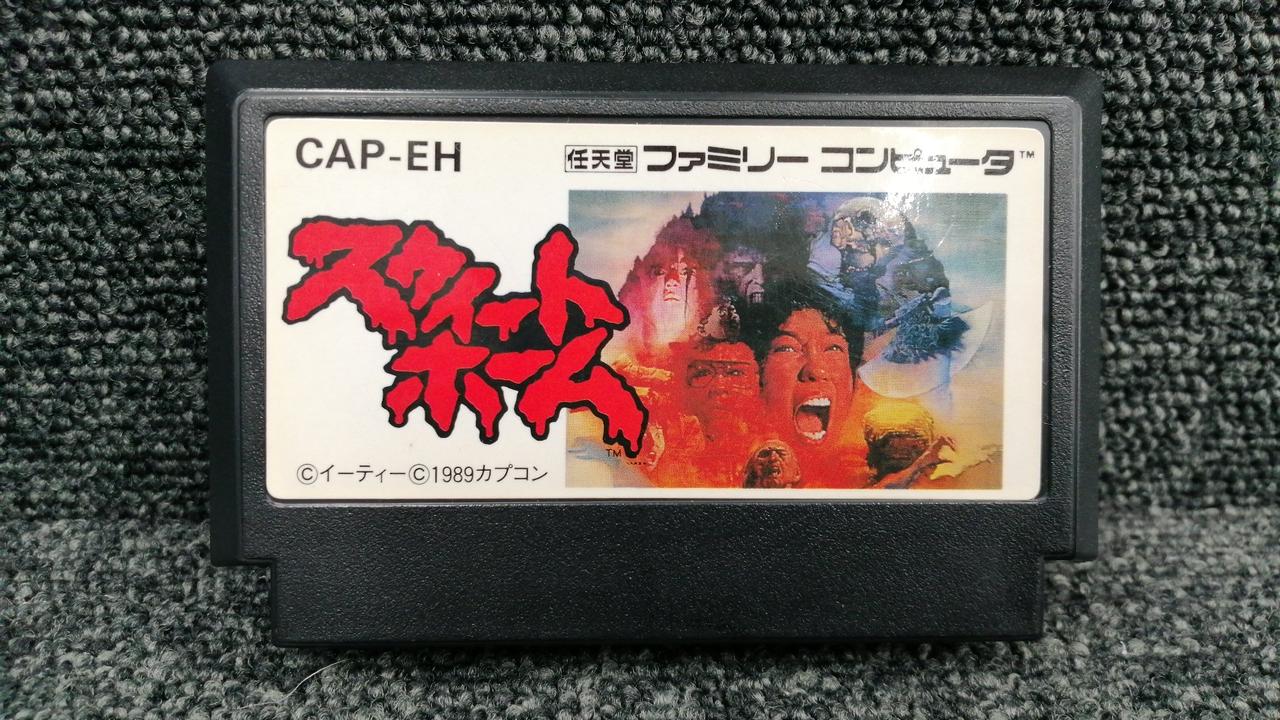 CAP-EH
任天堂 ファミリー コンピュータ™
スウィート
ホーム
™
©イーティー©1989カプコン